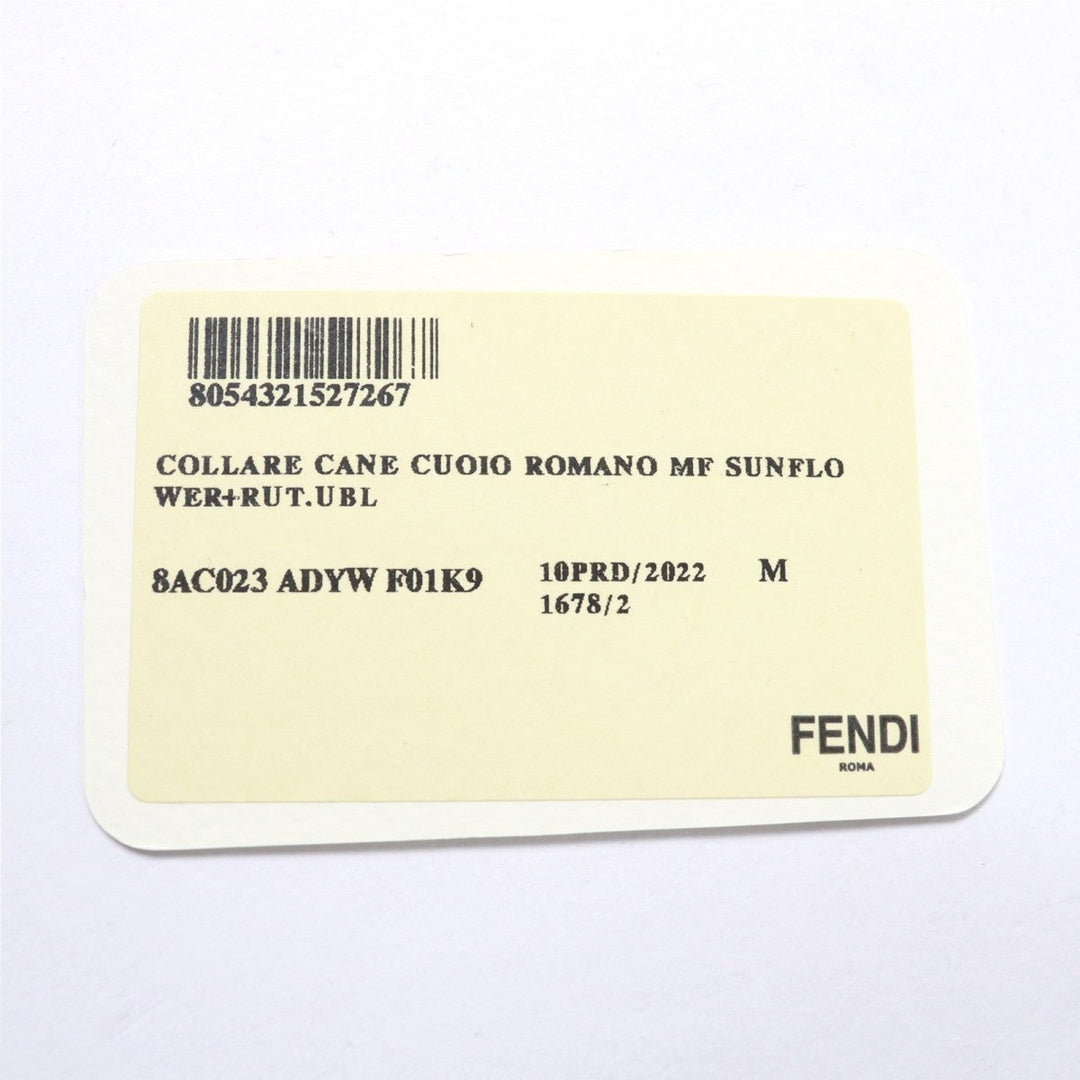 8054321527267
COLLARE CANE CUOIO ROMANO MF SUNFLO
WER+RUT.UBL
8AC023 ADYW F01K9 10PRD/2022 M
1678/2
FENDI
ROMA